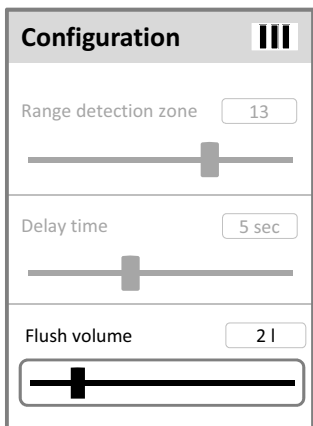 Configuration
Range detection zone 13
Delay time 5 sec
Flush volume 2 l